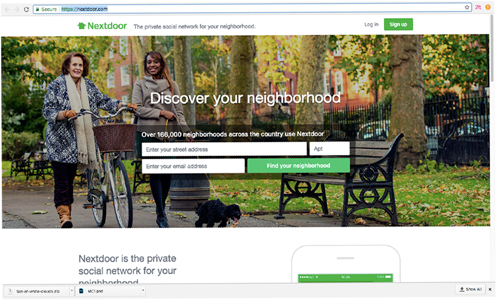 Secure https://nextdoor.com
Nextdoor The private social network for your neighborhood. Log in Sign up
Discover your neighborhood
Over 166,000 neighborhoods across the country use Nextdoor
Enter your street address Apt
Enter your email address Find your neighborhood
Nextdoor is the private
social network for your
neighborhood
Show All